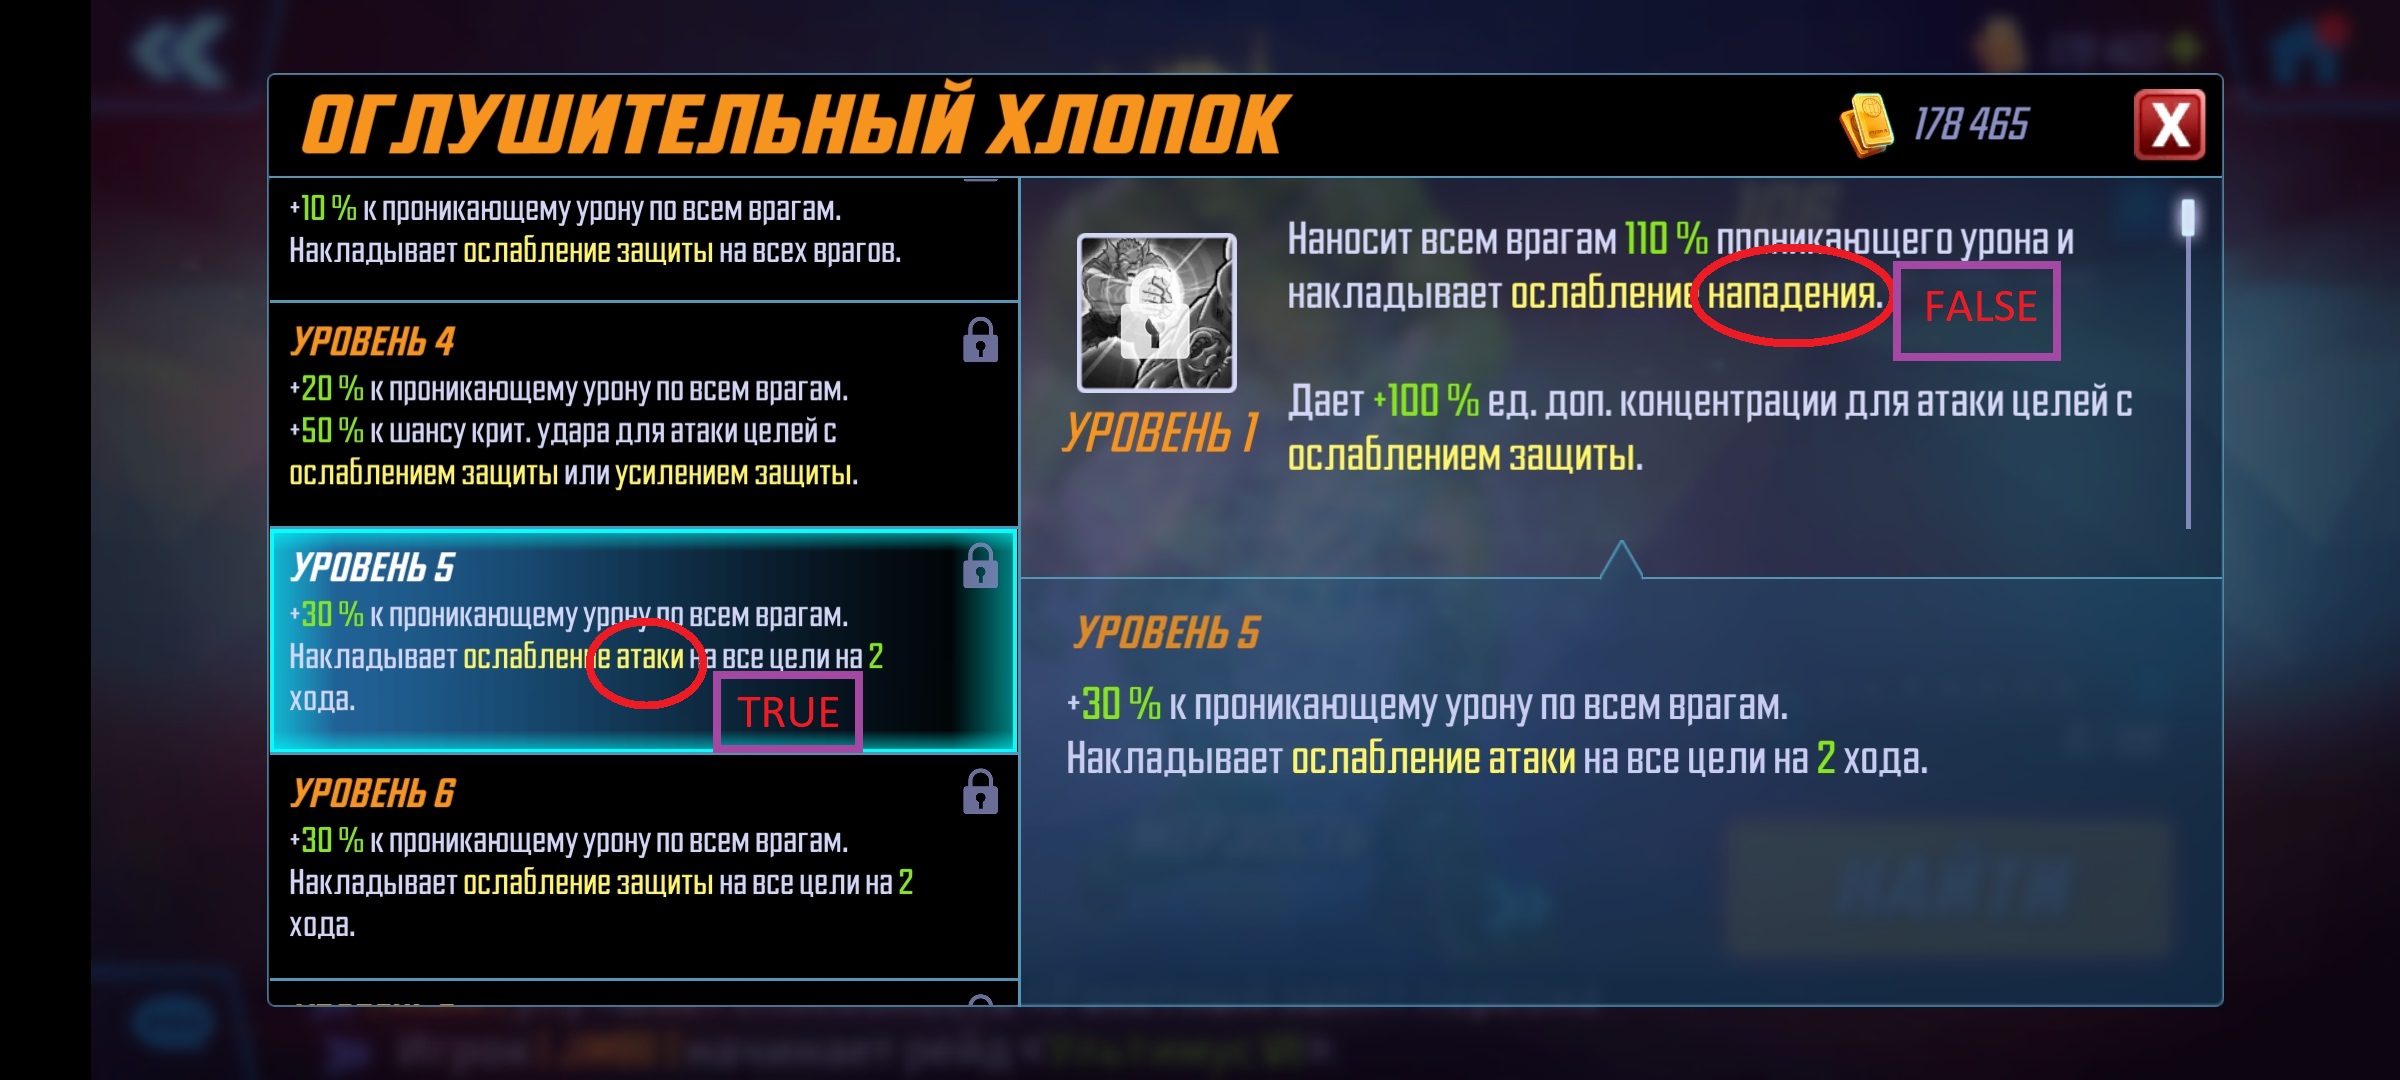 ОГЛУШИТЕЛЬНЫЙ ХЛОПОК
178 465
X
+10 % к проникающему урону по всем врагам.
Накладывает ослабление защиты на всех врагов.
УРОВЕНЬ 4
+20 % к проникающему урону по всем врагам.
+50 % к шансу крит. удара для атаки целей с
ослаблением защиты или усилением защиты.
УРОВЕНЬ 5
+30 % к проникающему урону по всем врагам.
Накладывает ослабление атаки на все цели на 2
хода.
TRUE
УРОВЕНЬ 6
+30 % к проникающему урону по всем врагам.
Накладывает ослабление защиты на все цели на 2
хода.
УРОВЕНЬ 1
Наносит всем врагам 110 % проникающего урона и
накладывает ослабление нападения.
FALSE
Дает +100 % ед. доп. концентрации для атаки целей с
ослаблением защиты.
УРОВЕНЬ 5
+30 % к проникающему урону по всем врагам.
Накладывает ослабление атаки на все цели на 2 хода.
НАЙТИ
Игрок
начинает рейд